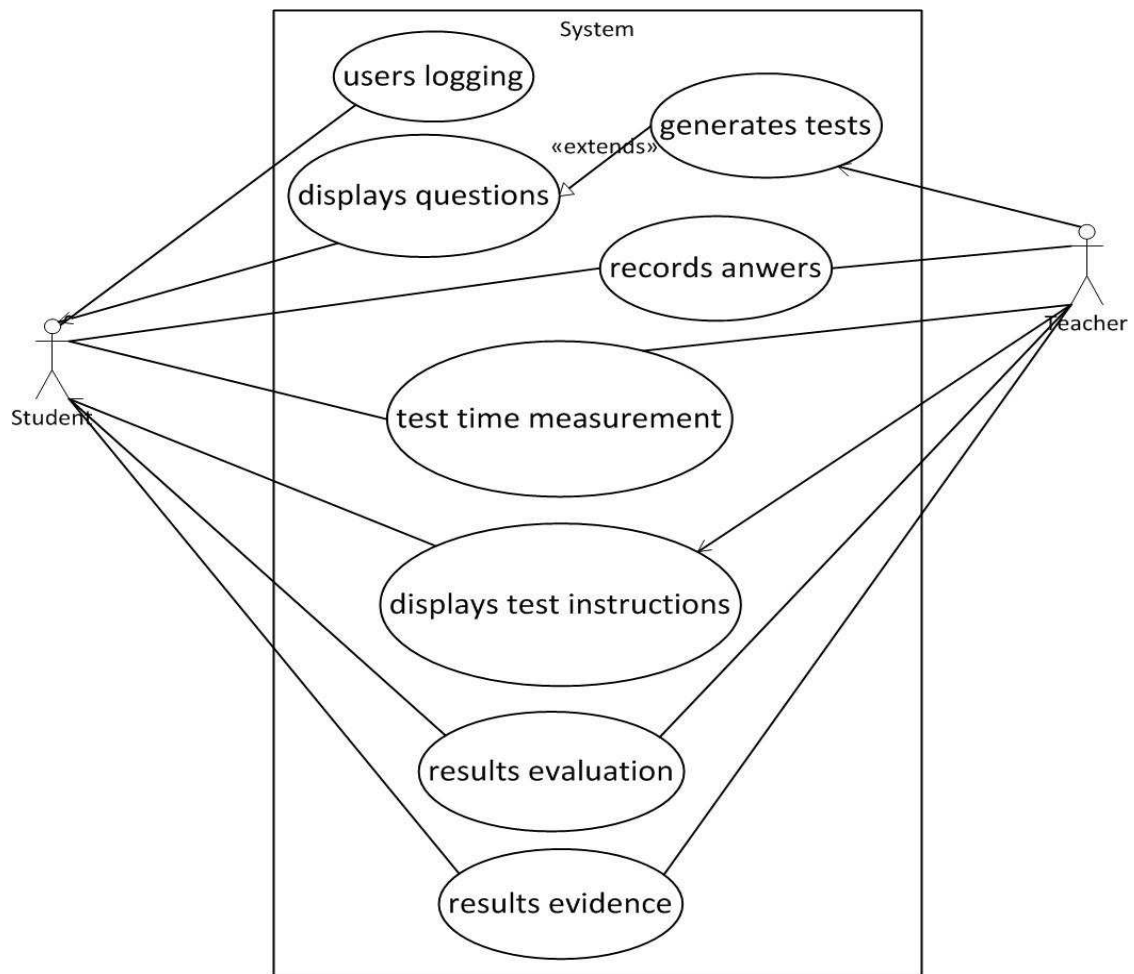 System
users logging
generates tests
«extends»
displays questions
records anwers
Teacher
test time measurement
Student
displays test instructions
results evaluation
results evidence